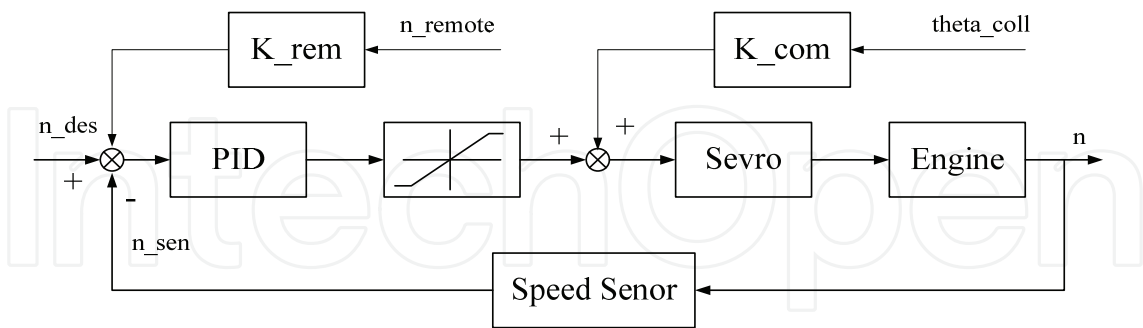 n_remote
theta_coll
K_rem
K_com
n_des
+
+
+
PID
Sevro
Engine
n
-
n_sen
Speed Senor
IntechOpen